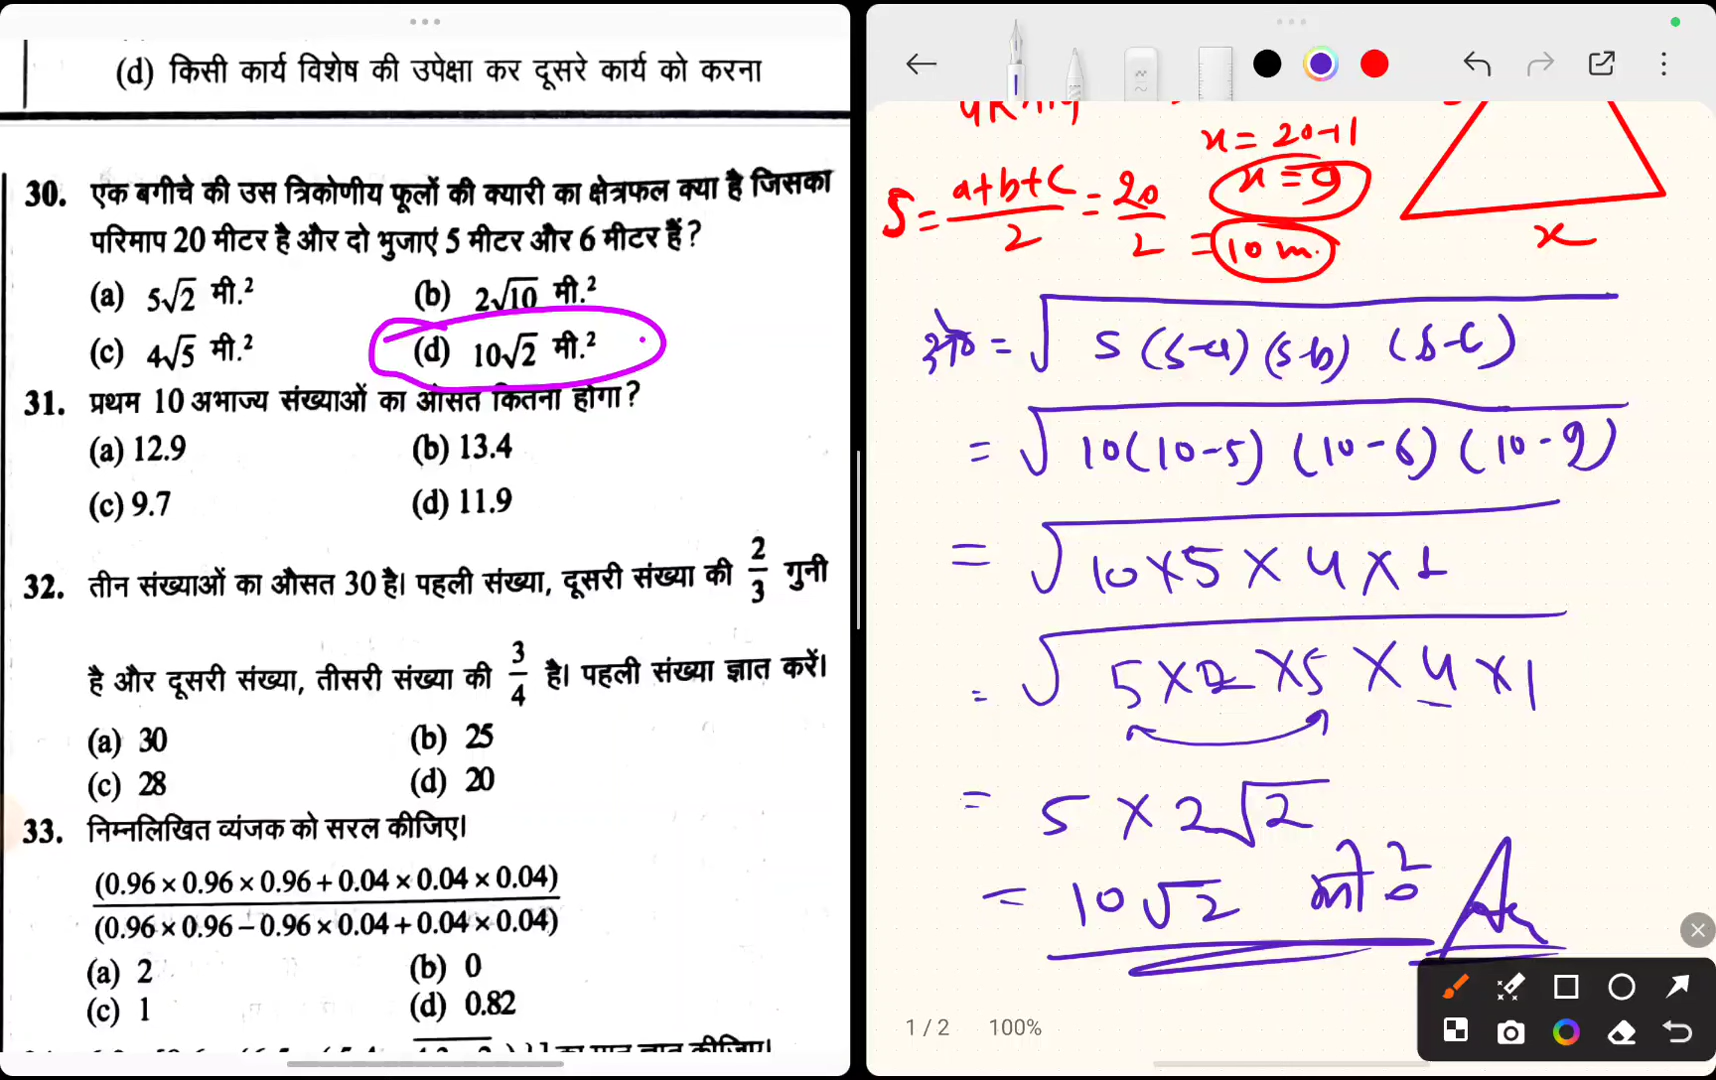 (d) किसी कार्य विशेष की उपेक्षा कर दूसरे कार्य को करना
30. एक बगीचे की उस त्रिकोणीय फूलों की क्यारी का क्षेत्रफल क्या है जिसका
परिमाप 20 मीटर है और दो भुजाएं 5 मीटर और 6 मीटर हैं?
(a) 5√2 मी.² (b) 2√10 मी.²
(c) 4√5 मी.² (d) 10√2 मी.²
31. प्रथम 10 अभाज्य संख्याओं का औसत कितना होगा?
(a) 12.9 (b) 13.4
(c) 9.7 (d) 11.9
32. तीन संख्याओं का औसत 30 है। पहली संख्या, दूसरी संख्या की 2/3 गुनी
है और दूसरी संख्या, तीसरी संख्या की 3/4 है। पहली संख्या ज्ञात करें।
(a) 30 (b) 25
(c) 28 (d) 20
33. निम्नलिखित व्यंजक को सरल कीजिए।
(0.96 × 0.96 × 0.96 + 0.04 × 0.04 × 0.04)
(0.96 × 0.96 − 0.96 × 0.04 + 0.04 × 0.04)
(a) 2 (b) 0
(c) 1 (d) 0.82
का मान ज्ञात कीजिए।
x = 20-11
x = 9
S = a+b+c/2 = 20/2 = 10 m.
x
= √S(S-a)(S-b)(S-c)
= √10(10-5)(10-6)(10-9)
= √10×5×4×1
= √5×2×5×4×1
= 5×2√2
= 10√2 मी०²
1 / 2 100%